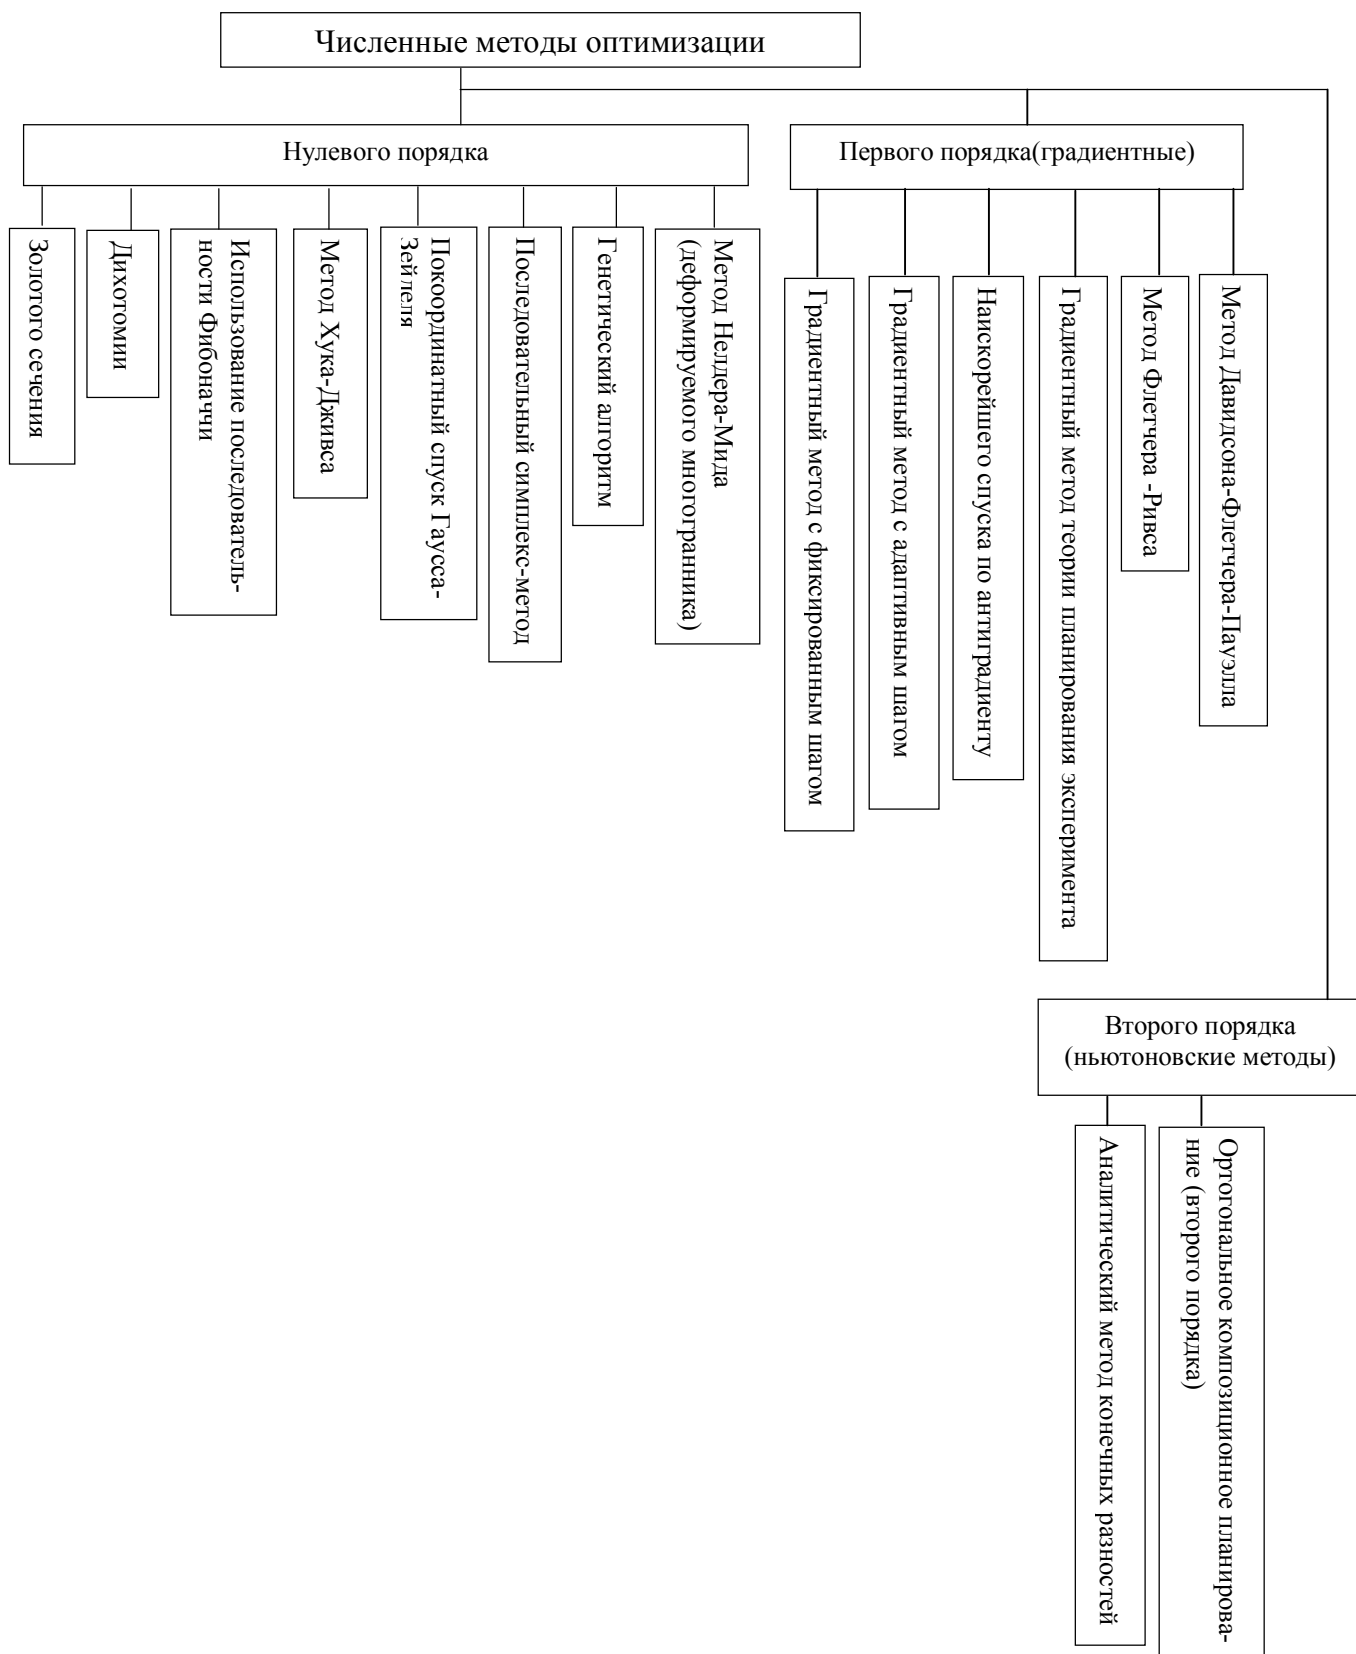 Численные методы оптимизации
Нулевого порядка
Первого порядка(градиентные)
Золотого сечения
Дихотомии
Использование последователь-
ности Фибоначчи
Метод Хука-Дживса
Покоординатный спуск Гаусса-
Зейделя
Последовательный симплекс-метод
Генетический алгоритм
Метод Нелдера-Мида
(деформируемого многогранника)
Градиентный метод с фиксированным шагом
Градиентный метод с адаптивным шагом
Наискорейшего спуска по антиградиенту
Градиентный метод теории планирования эксперимента
Метод Флетчера -Ривса
Метод Давидсона-Флетчера-Пауэлла
Второго порядка
(ньютоновские методы)
Аналитический метод конечных разностей
Ортогональное композиционное планирова-
ние (второго порядка)